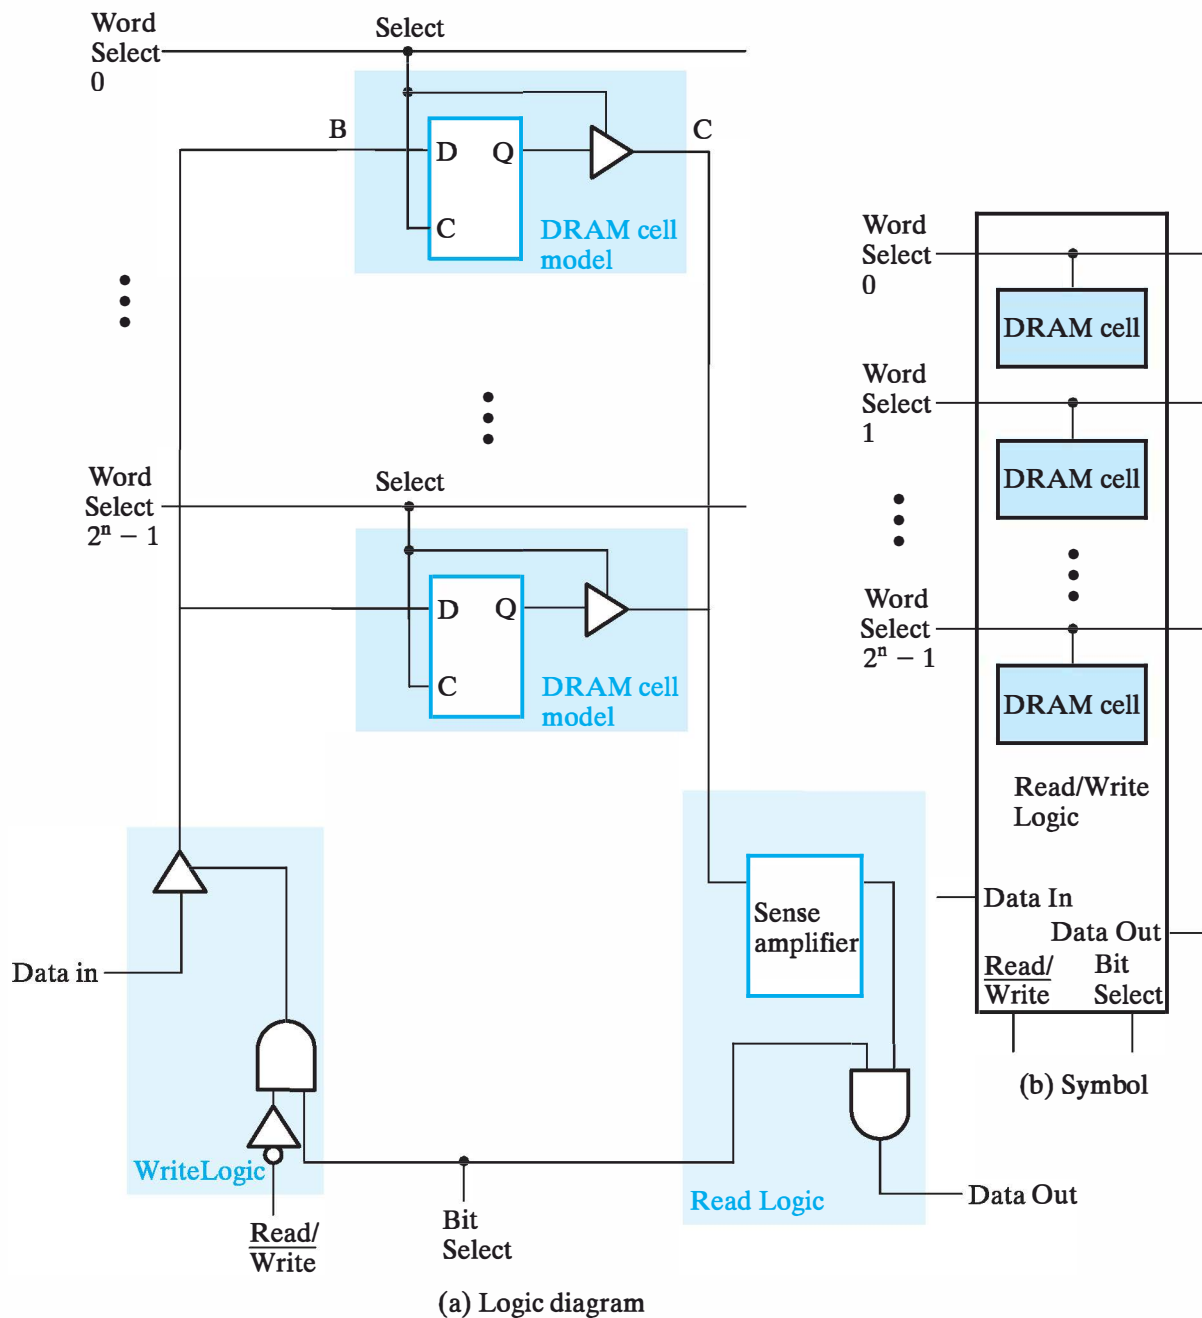 Word
Select
0
Select
B
C
D
Q
C
DRAM cell
model
Word
Select
2ⁿ − 1
Select
D
Q
C
DRAM cell
model
Data in
WriteLogic
Read/
Write
Bit
Select
Sense
amplifier
Read Logic
Data Out
(a) Logic diagram
Word
Select
0
DRAM cell
Word
Select
1
DRAM cell
Word
Select
2ⁿ − 1
DRAM cell
Read/Write
Logic
Data In
Data Out
Read/
Write
Bit
Select
(b) Symbol